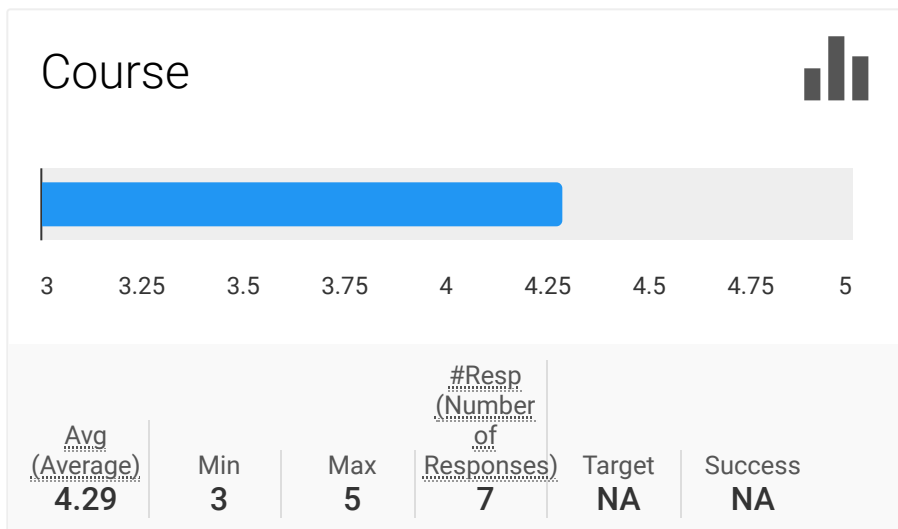 Course
3 3.25 3.5 3.75 4 4.25 4.5 4.75 5
Avg
(Average)
4.29
Min
3
Max
5
#Resp
(Number
of
Responses)
7
Target
NA
Success
NA